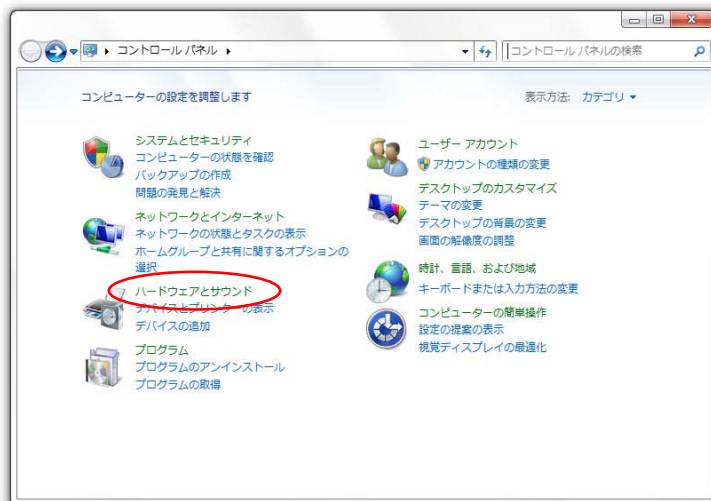 コントロール パネル
コントロール パネルの検索
コンピューターの設定を調整します
表示方法: カテゴリ
システムとセキュリティ
コンピューターの状態を確認
バックアップの作成
問題の発見と解決
ネットワークとインターネット
ネットワークの状態とタスクの表示
ホームグループと共有に関するオプションの
選択
ハードウェアとサウンド
デバイスとプリンターの表示
デバイスの追加
プログラム
プログラムのアンインストール
プログラムの取得
ユーザー アカウント
アカウントの種類の変更
デスクトップのカスタマイズ
テーマの変更
デスクトップの背景の変更
画面の解像度の調整
時計、言語、および地域
キーボードまたは入力方法の変更
コンピューターの簡単操作
設定の提案の表示
視覚ディスプレイの最適化